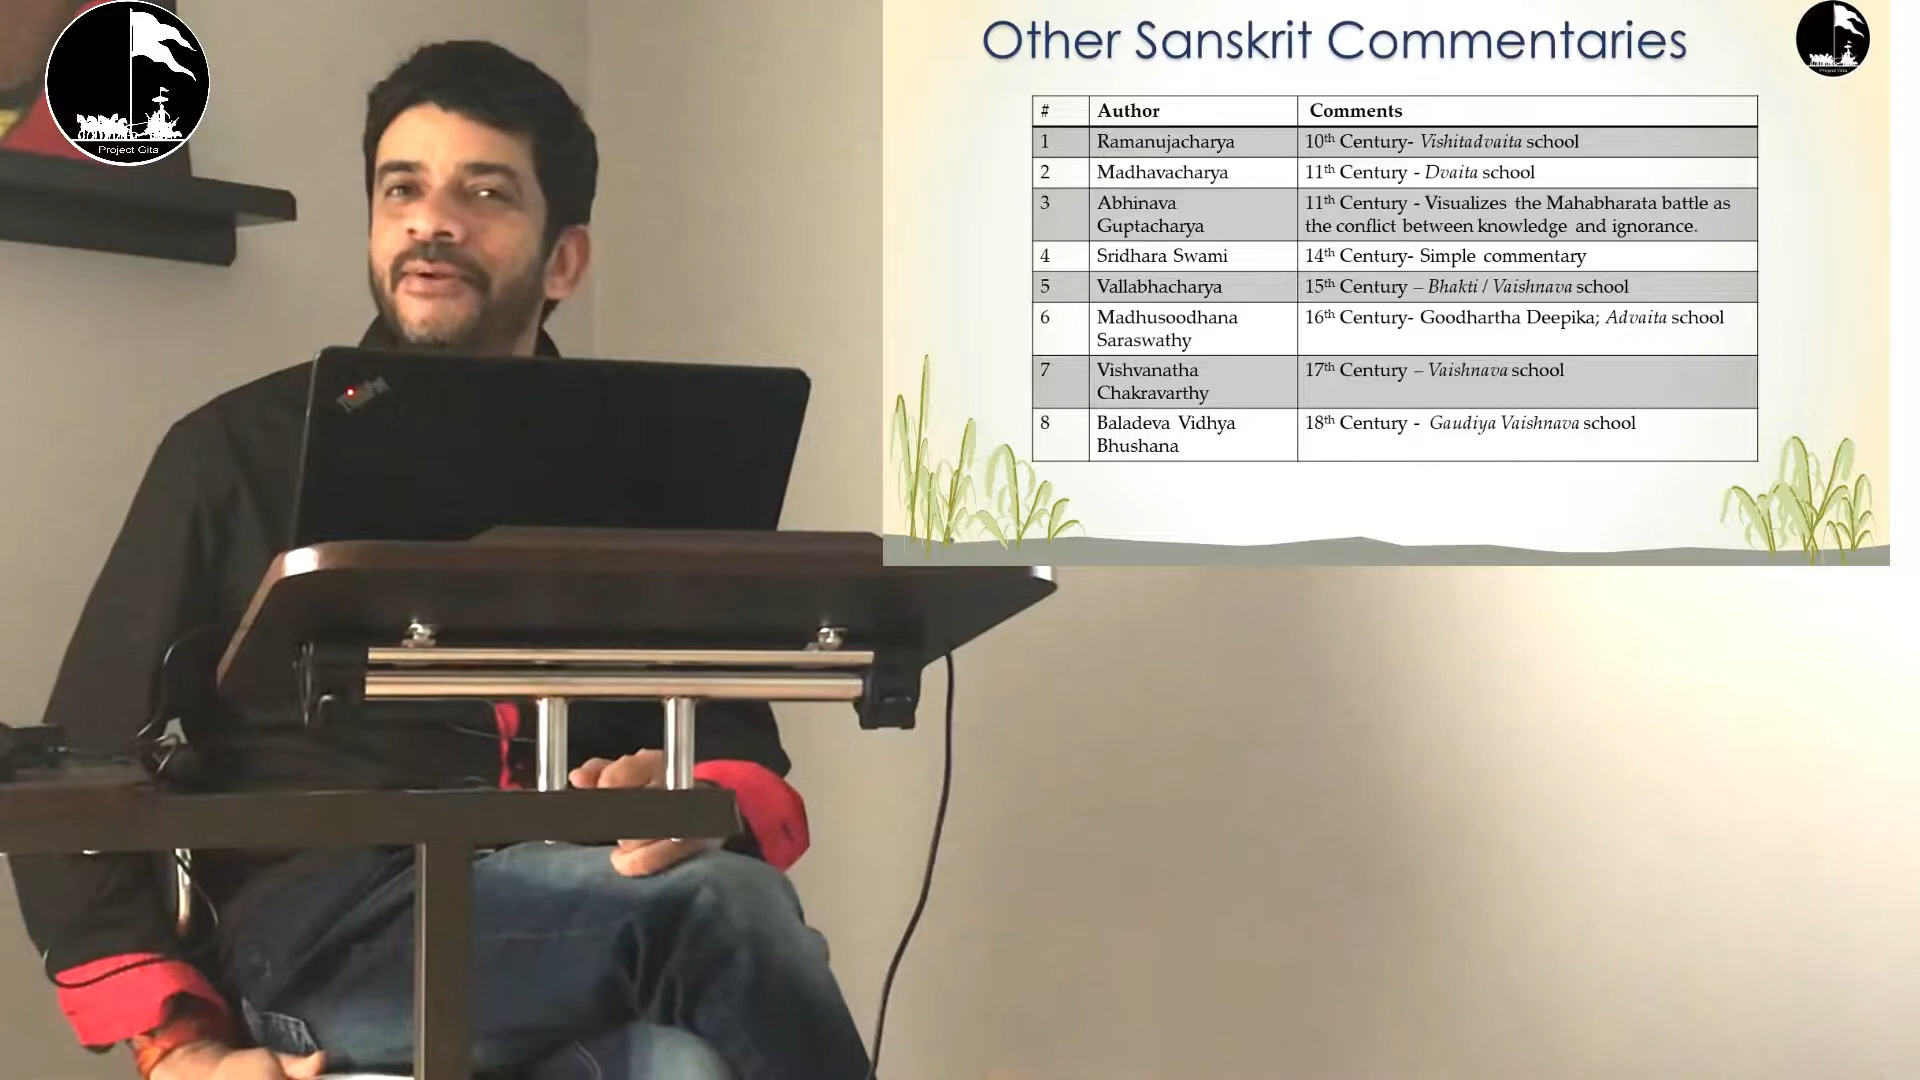 Project Gita
Other Sanskrit Commentaries
Project Gita
# Author Comments
1 Ramanujacharya 10th Century- Vishitadvaita school
2 Madhavacharya 11th Century - Dvaita school
3 Abhinava Guptacharya 11th Century - Visualizes the Mahabharata battle as
the conflict between knowledge and ignorance.
4 Sridhara Swami 14th Century- Simple commentary
5 Vallabhacharya 15th Century – Bhakti / Vaishnava school
6 Madhusoodhana Saraswathy 16th Century- Goodhartha Deepika; Advaita school
7 Vishvanatha Chakravarthy 17th Century – Vaishnava school
8 Baladeva Vidhya Bhushana 18th Century - Gaudiya Vaishnava school